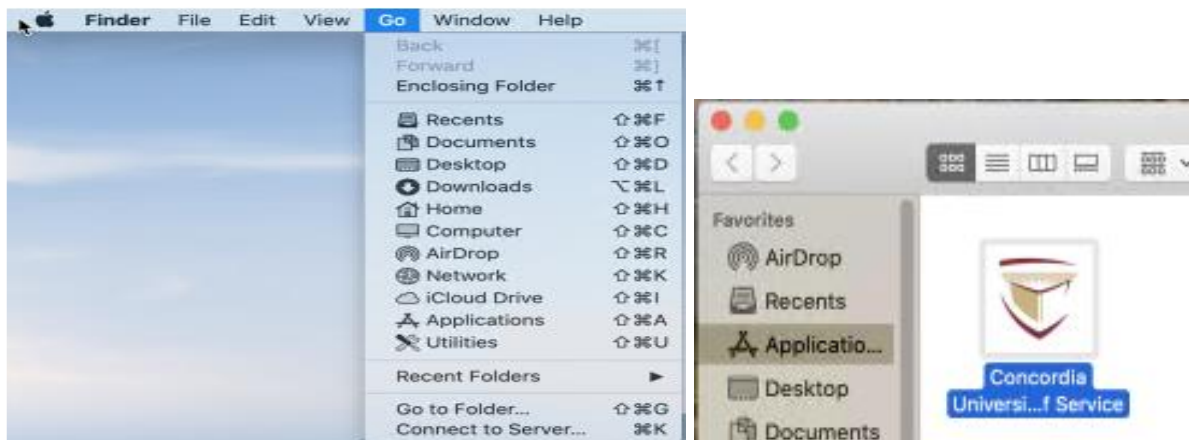 Finder File Edit View Go Window Help
Back ⌘[
Forward ⌘]
Enclosing Folder ⌘↑
Recents ⇧⌘F
Documents ⇧⌘O
Desktop ⇧⌘D
Downloads ⌥⌘L
Home ⇧⌘H
Computer ⇧⌘C
AirDrop ⇧⌘R
Network ⇧⌘K
iCloud Drive ⇧⌘I
Applications ⇧⌘A
Utilities ⇧⌘U
Recent Folders ▶
Go to Folder... ⇧⌘G
Connect to Server... ⌘K
Favorites
AirDrop
Recents
Applicatio...
Desktop
Documents
Concordia
Universi...f Service